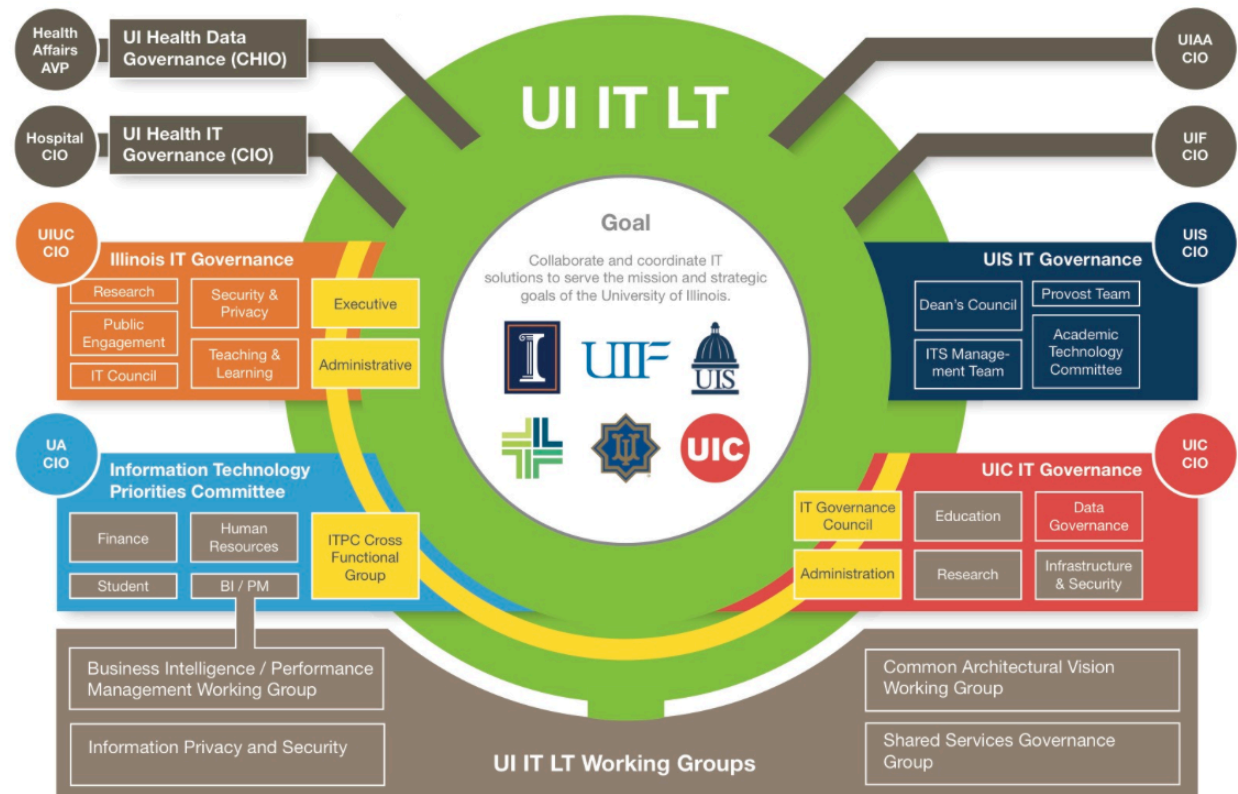 Health
Affairs
AVP
UI Health Data
Governance (CHIO)
Hospital
CIO
UI Health IT
Governance (CIO)
UI IT LT
UIAA
CIO
UIF
CIO
Goal
Collaborate and coordinate IT
solutions to serve the mission and strategic
goals of the University of Illinois.
I
UIF
UIS
UI
UIC
UIUC
CIO
Illinois IT Governance
Research
Public
Engagement
IT Council
Security &
Privacy
Teaching &
Learning
Executive
Administrative
UIS
CIO
UIS IT Governance
Dean's Council
ITS Manage-
ment Team
Provost Team
Academic
Technology
Committee
UA
CIO
Information Technology
Priorities Committee
Finance
Student
Human
Resources
BI / PM
ITPC Cross
Functional
Group
UIC
CIO
UIC IT Governance
IT Governance
Council
Administration
Education
Research
Data
Governance
Infrastructure
& Security
Business Intelligence / Performance
Management Working Group
Information Privacy and Security
UI IT LT Working Groups
Common Architectural Vision
Working Group
Shared Services Governance
Group